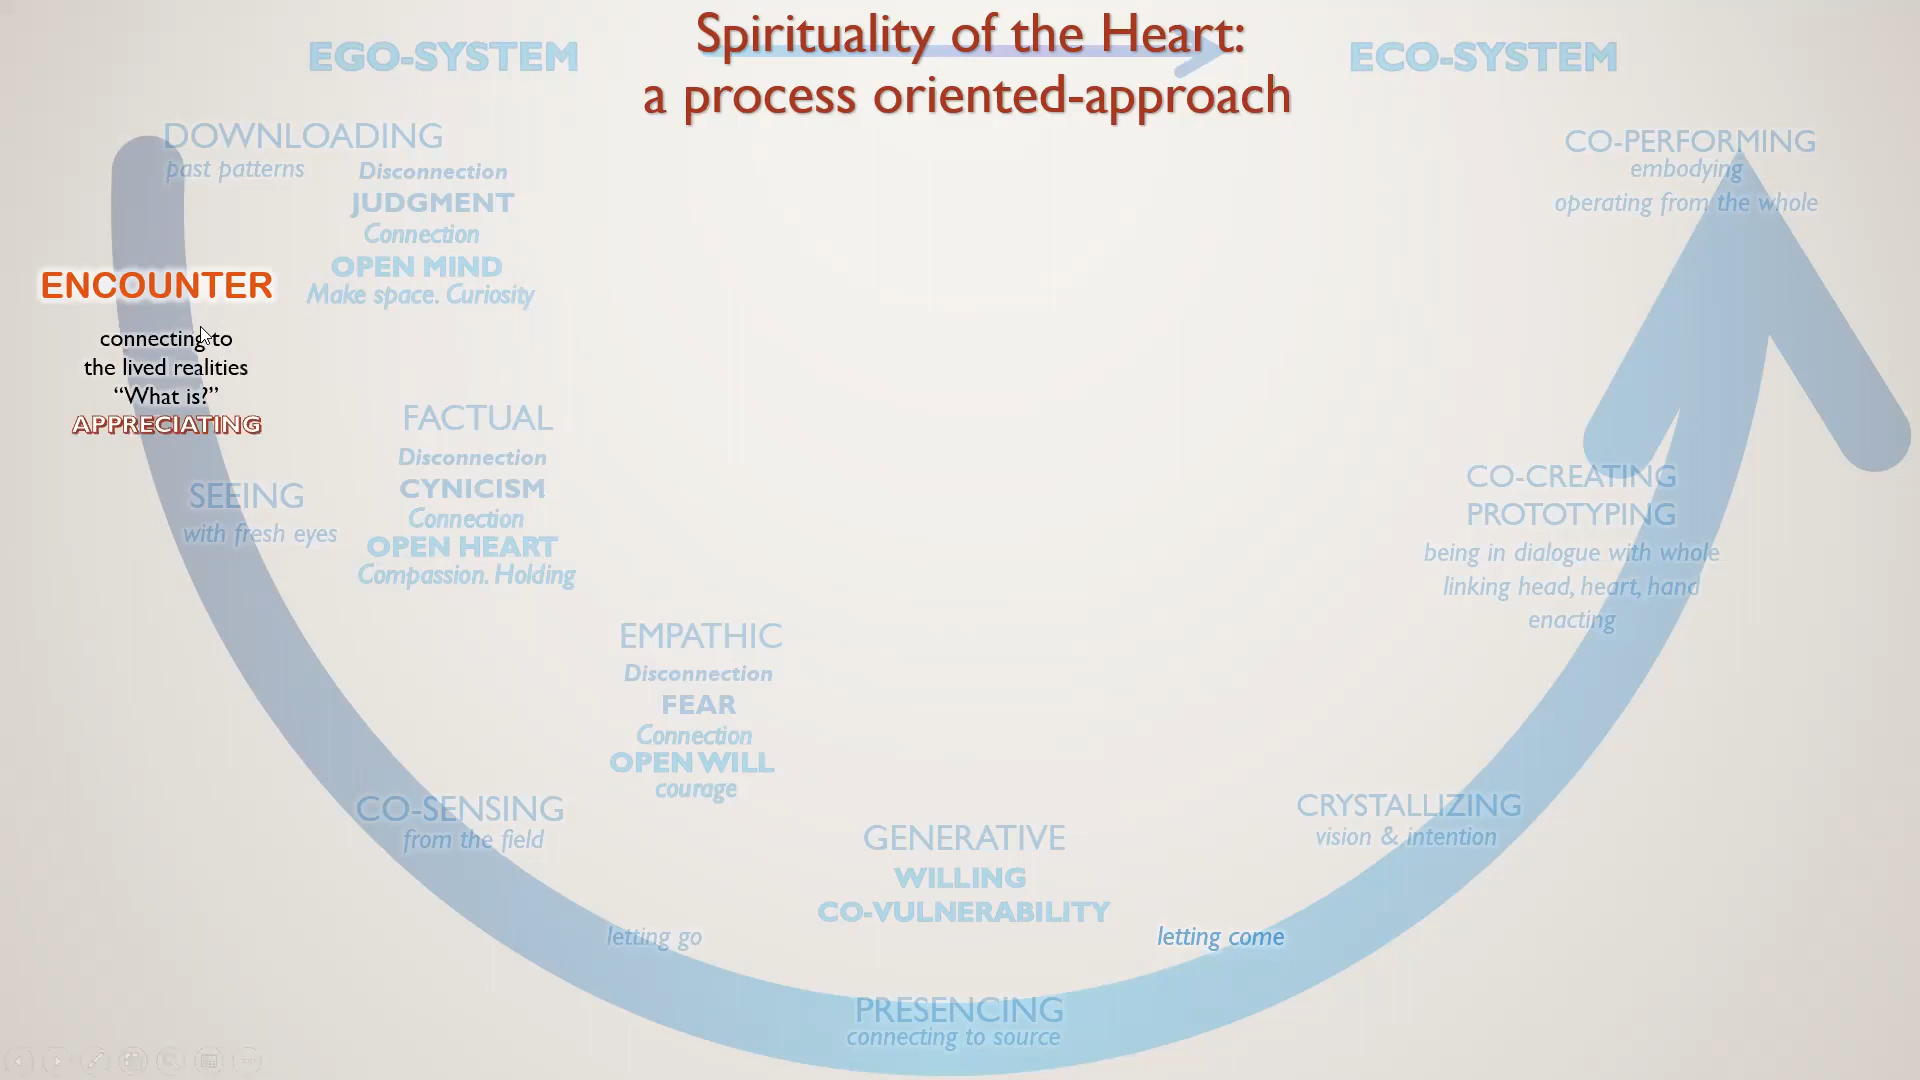 Spirituality of the Heart:
a process oriented-approach
EGO-SYSTEM
ECO-SYSTEM
DOWNLOADING
past patterns
Disconnection
JUDGMENT
Connection
OPEN MIND
Make space. Curiosity
ENCOUNTER
connecting to
the lived realities
“What is?”
APPRECIATING
SEEING
with fresh eyes
FACTUAL
Disconnection
CYNICISM
Connection
OPEN HEART
Compassion. Holding
EMPATHIC
Disconnection
FEAR
Connection
OPEN WILL
courage
CO-SENSING
from the field
letting go
GENERATIVE
WILLING
CO-VULNERABILITY
PRESENCING
connecting to source
letting come
CRYSTALLIZING
vision & intention
CO-CREATING
PROTOTYPING
being in dialogue with whole
linking head, heart, hand
enacting
CO-PERFORMING
embodying
operating from the whole